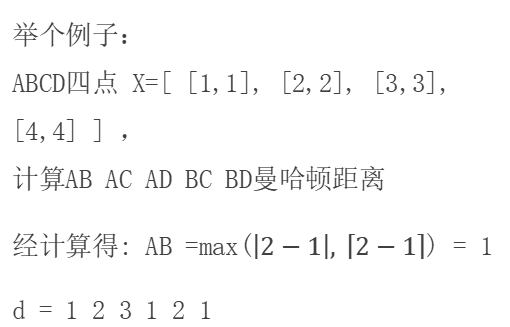 举个例子:
ABCD四点 X=[ [1,1], [2,2], [3,3],
[4,4] ] ，
计算AB AC AD BC BD曼哈顿距离
经计算得: AB =max(|2 − 1|, ⌈2 − 1⌉) = 1
d = 1 2 3 1 2 1